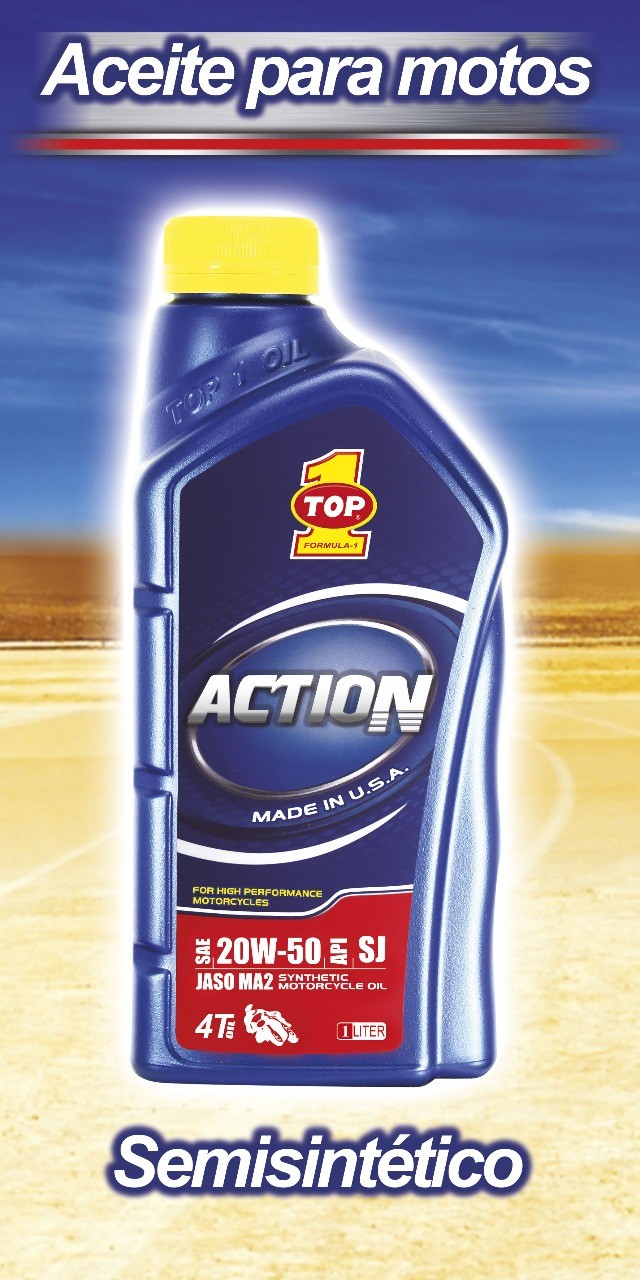 Aceite para motos
TOP 1 OIL
1
TOP
FORMULA-1
ACTION
MADE IN U.S.A.
FOR HIGH PERFORMANCE
MOTORCYCLES
SAE 20W-50 API SJ
JASO MA2 SYNTHETIC
MOTORCYCLE OIL
4T OIL
1 LITER
Semisintético